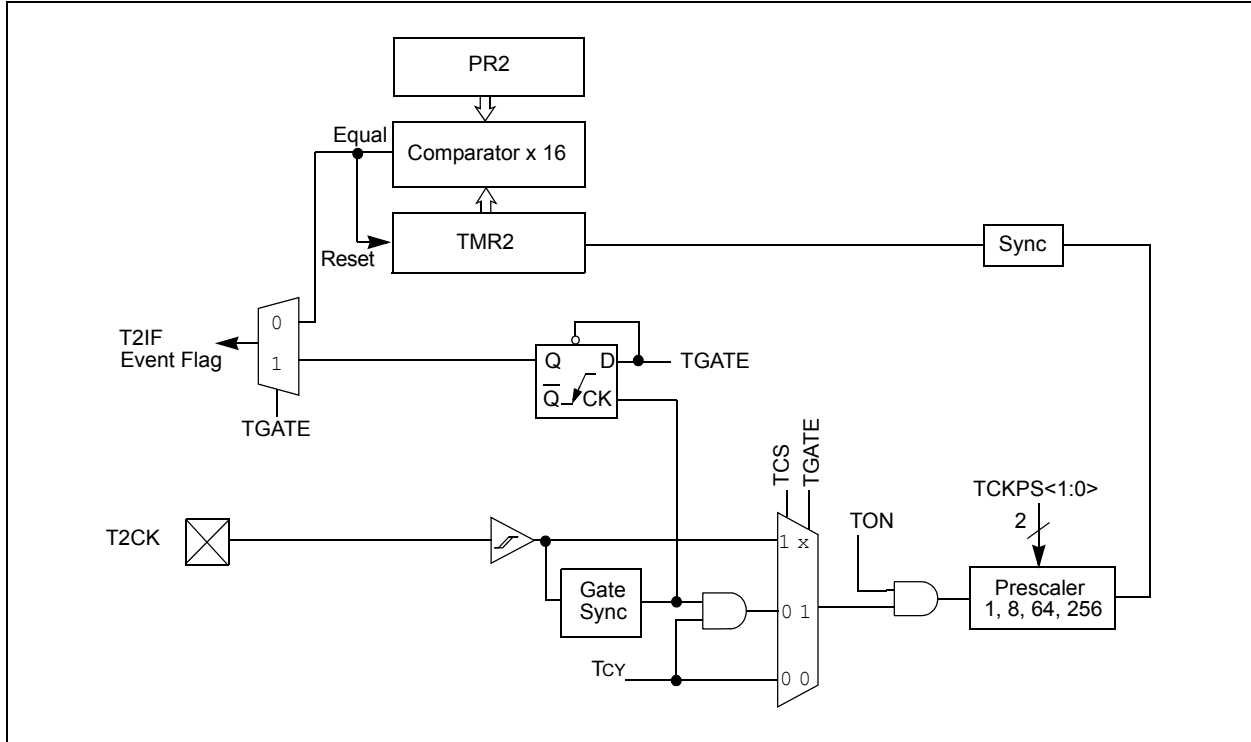 PR2
Equal
Comparator x 16
Reset
TMR2
Sync
T2IF
Event Flag
0
1
TGATE
Q
D
Q̅
CK
TGATE
TCS
TGATE
TCKPS<1:0>
2
TON
T2CK
1 x
Gate
Sync
0 1
Prescaler
1, 8, 64, 256
TCY
0 0